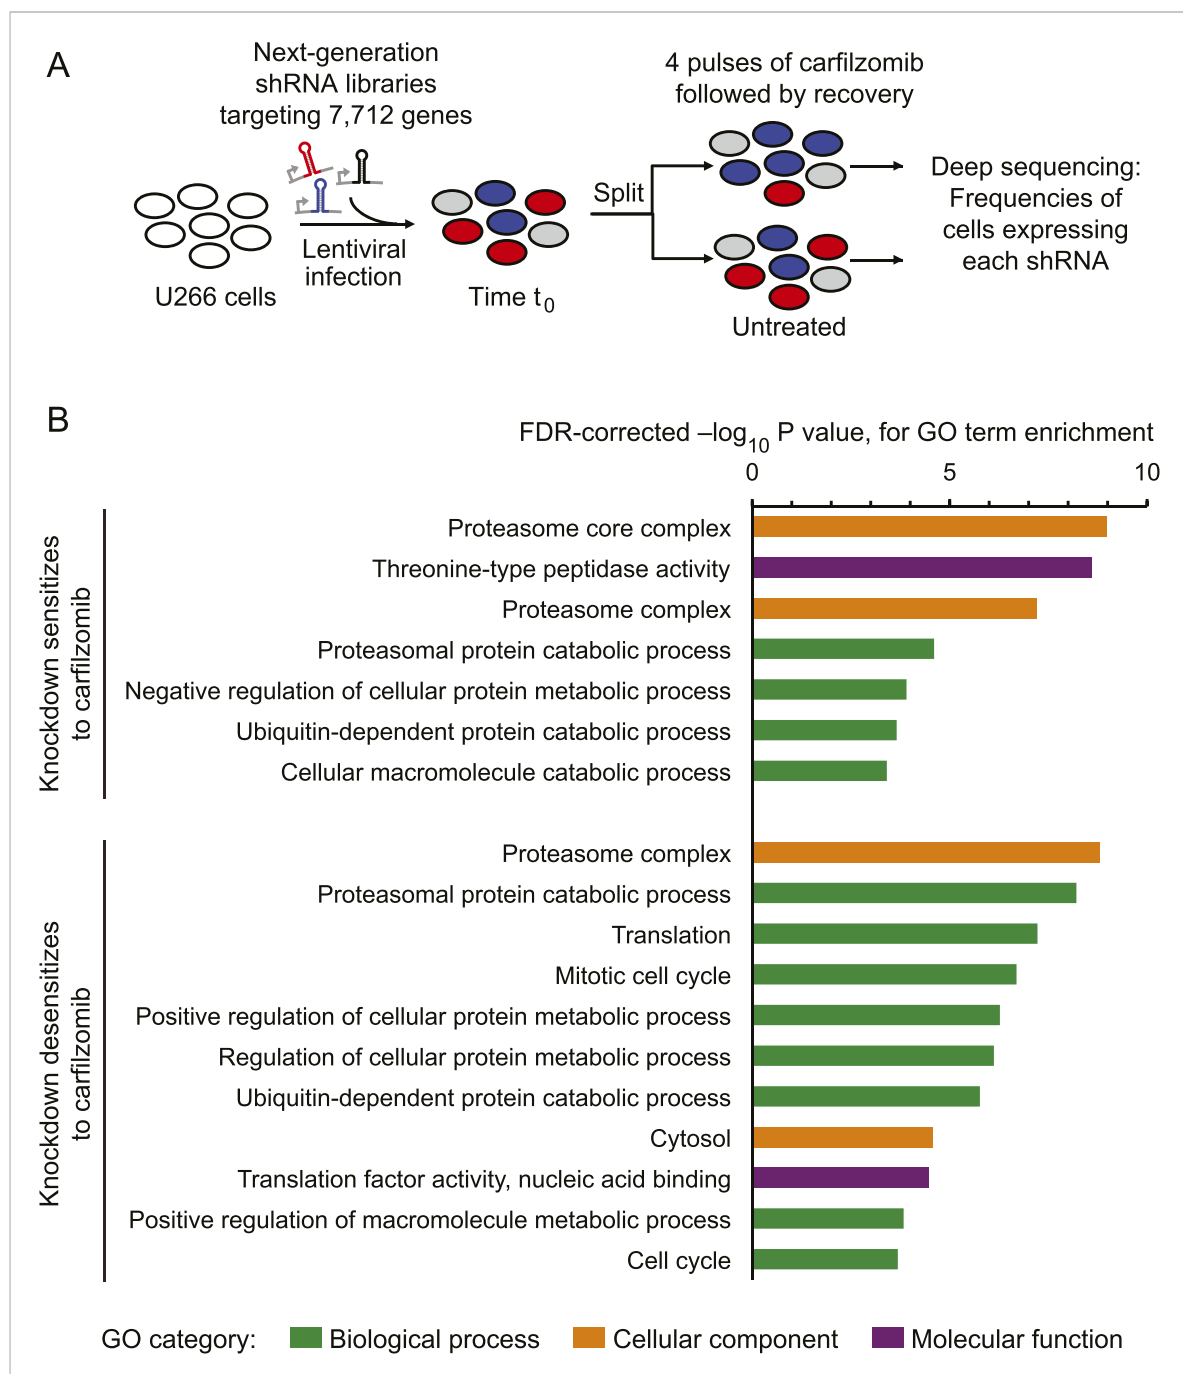 A
Next-generation
shRNA libraries
targeting 7,712 genes
Lentiviral
infection
U266 cells
Time t0
Split
4 pulses of carfilzomib
followed by recovery
Untreated
Deep sequencing:
Frequencies of
cells expressing
each shRNA
B
FDR-corrected –log10 P value, for GO term enrichment
0 5 10
Knockdown sensitizes
to carfilzomib
Proteasome core complex
Threonine-type peptidase activity
Proteasome complex
Proteasomal protein catabolic process
Negative regulation of cellular protein metabolic process
Ubiquitin-dependent protein catabolic process
Cellular macromolecule catabolic process
Knockdown desensitizes
to carfilzomib
Proteasome complex
Proteasomal protein catabolic process
Translation
Mitotic cell cycle
Positive regulation of cellular protein metabolic process
Regulation of cellular protein metabolic process
Ubiquitin-dependent protein catabolic process
Cytosol
Translation factor activity, nucleic acid binding
Positive regulation of macromolecule metabolic process
Cell cycle
GO category: Biological process Cellular component Molecular function